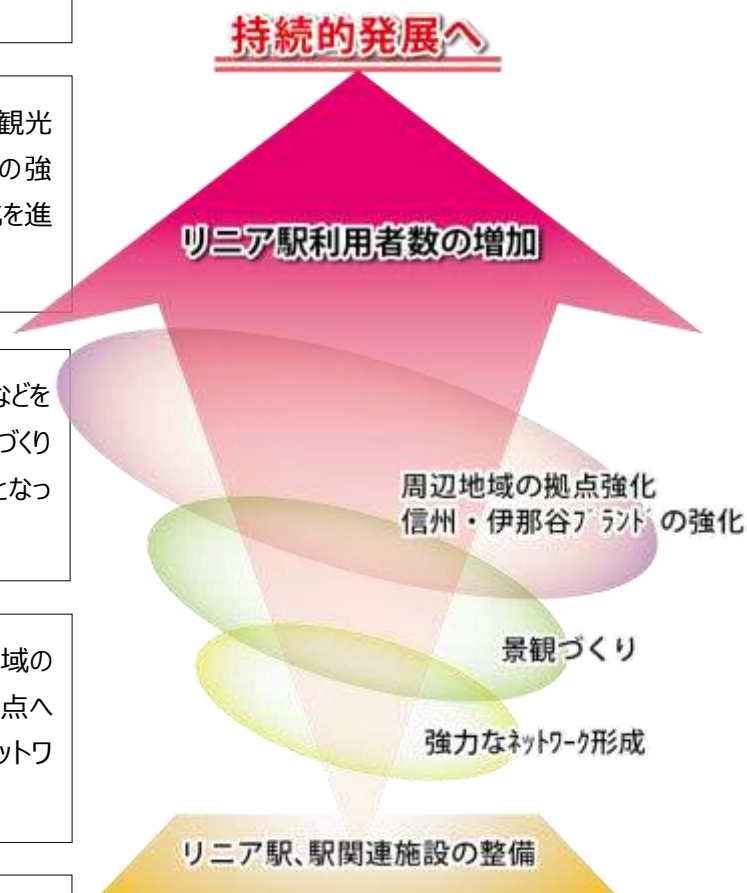 持続的発展へ
観光
の強
を進
リニア駅利用者数の増加
などを
づくり
となっ
周辺地域の拠点強化
信州・伊那谷ﾌﾞﾗﾝﾄﾞの強化
域の
点へ
ットワ
景観づくり
強力なﾈｯﾄﾜｰｸ形成
リニア駅、駅関連施設の整備